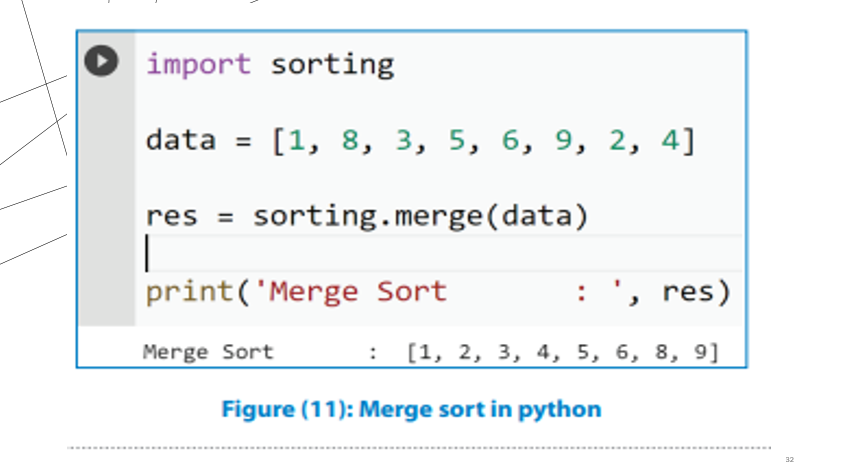 import sorting
data = [1, 8, 3, 5, 6, 9, 2, 4]
res = sorting.merge(data)
print('Merge Sort        : ', res)
Merge Sort        :  [1, 2, 3, 4, 5, 6, 8, 9]
Figure (11): Merge sort in python
32